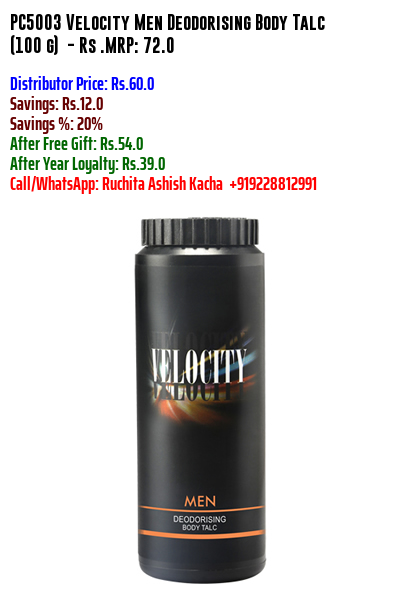 PC5003 Velocity Men Deodorising Body Talc
(100 g) - Rs .MRP: 72.0
Distributor Price: Rs.60.0
Savings: Rs.12.0
Savings %: 20%
After Free Gift: Rs.54.0
After Year Loyalty: Rs.39.0
Call/WhatsApp: Ruchita Ashish Kacha +919228812991
VELOCITY
MEN
DEODORISING
BODY TALC